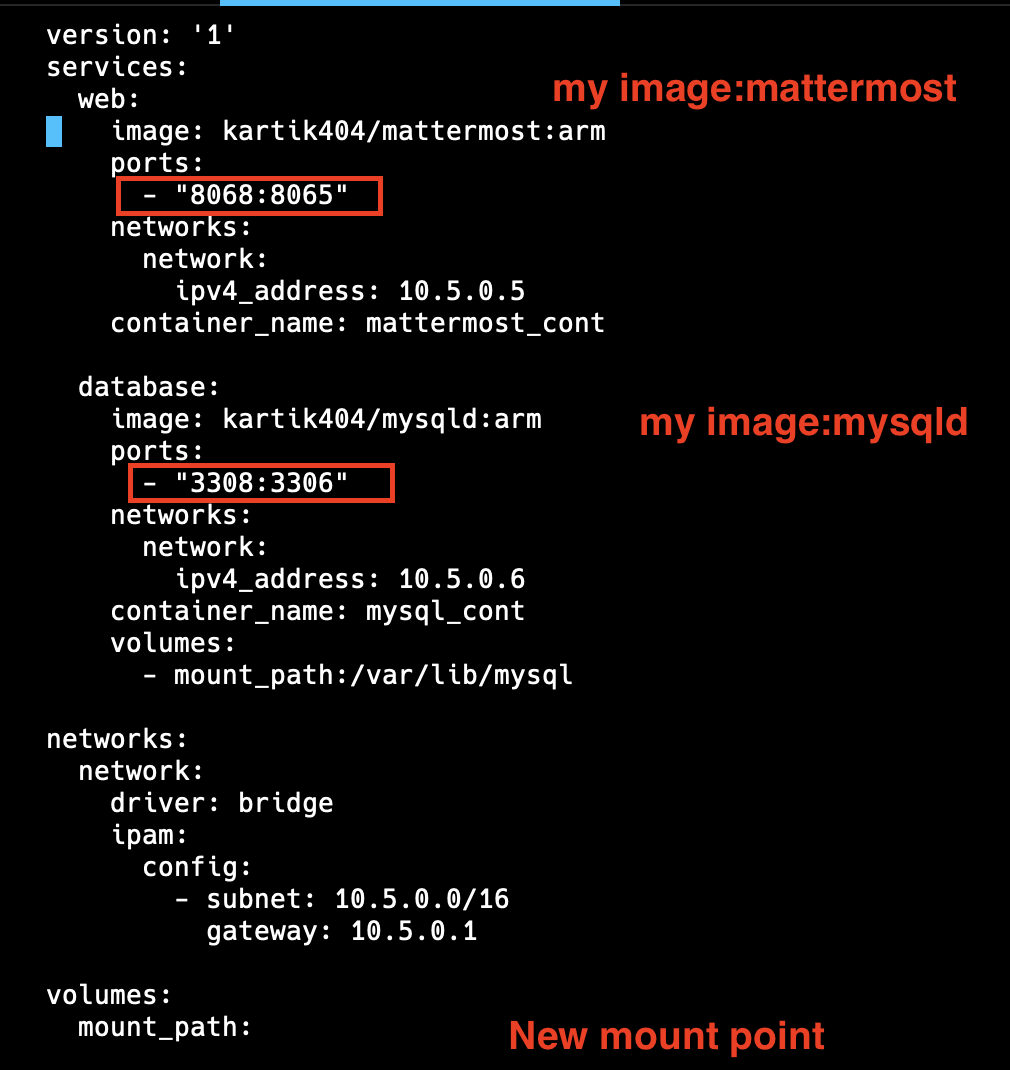 version: '1'
services:
  web:
my image:mattermost
    image: kartik404/mattermost:arm
    ports:
      - "8068:8065"
    networks:
      network:
        ipv4_address: 10.5.0.5
    container_name: mattermost_cont
  database:
    image: kartik404/mysqld:arm
my image:mysqld
    ports:
      - "3308:3306"
    networks:
      network:
        ipv4_address: 10.5.0.6
    container_name: mysql_cont
    volumes:
      - mount_path:/var/lib/mysql
networks:
  network:
    driver: bridge
    ipam:
      config:
        - subnet: 10.5.0.0/16
          gateway: 10.5.0.1
volumes:
  mount_path:
New mount point